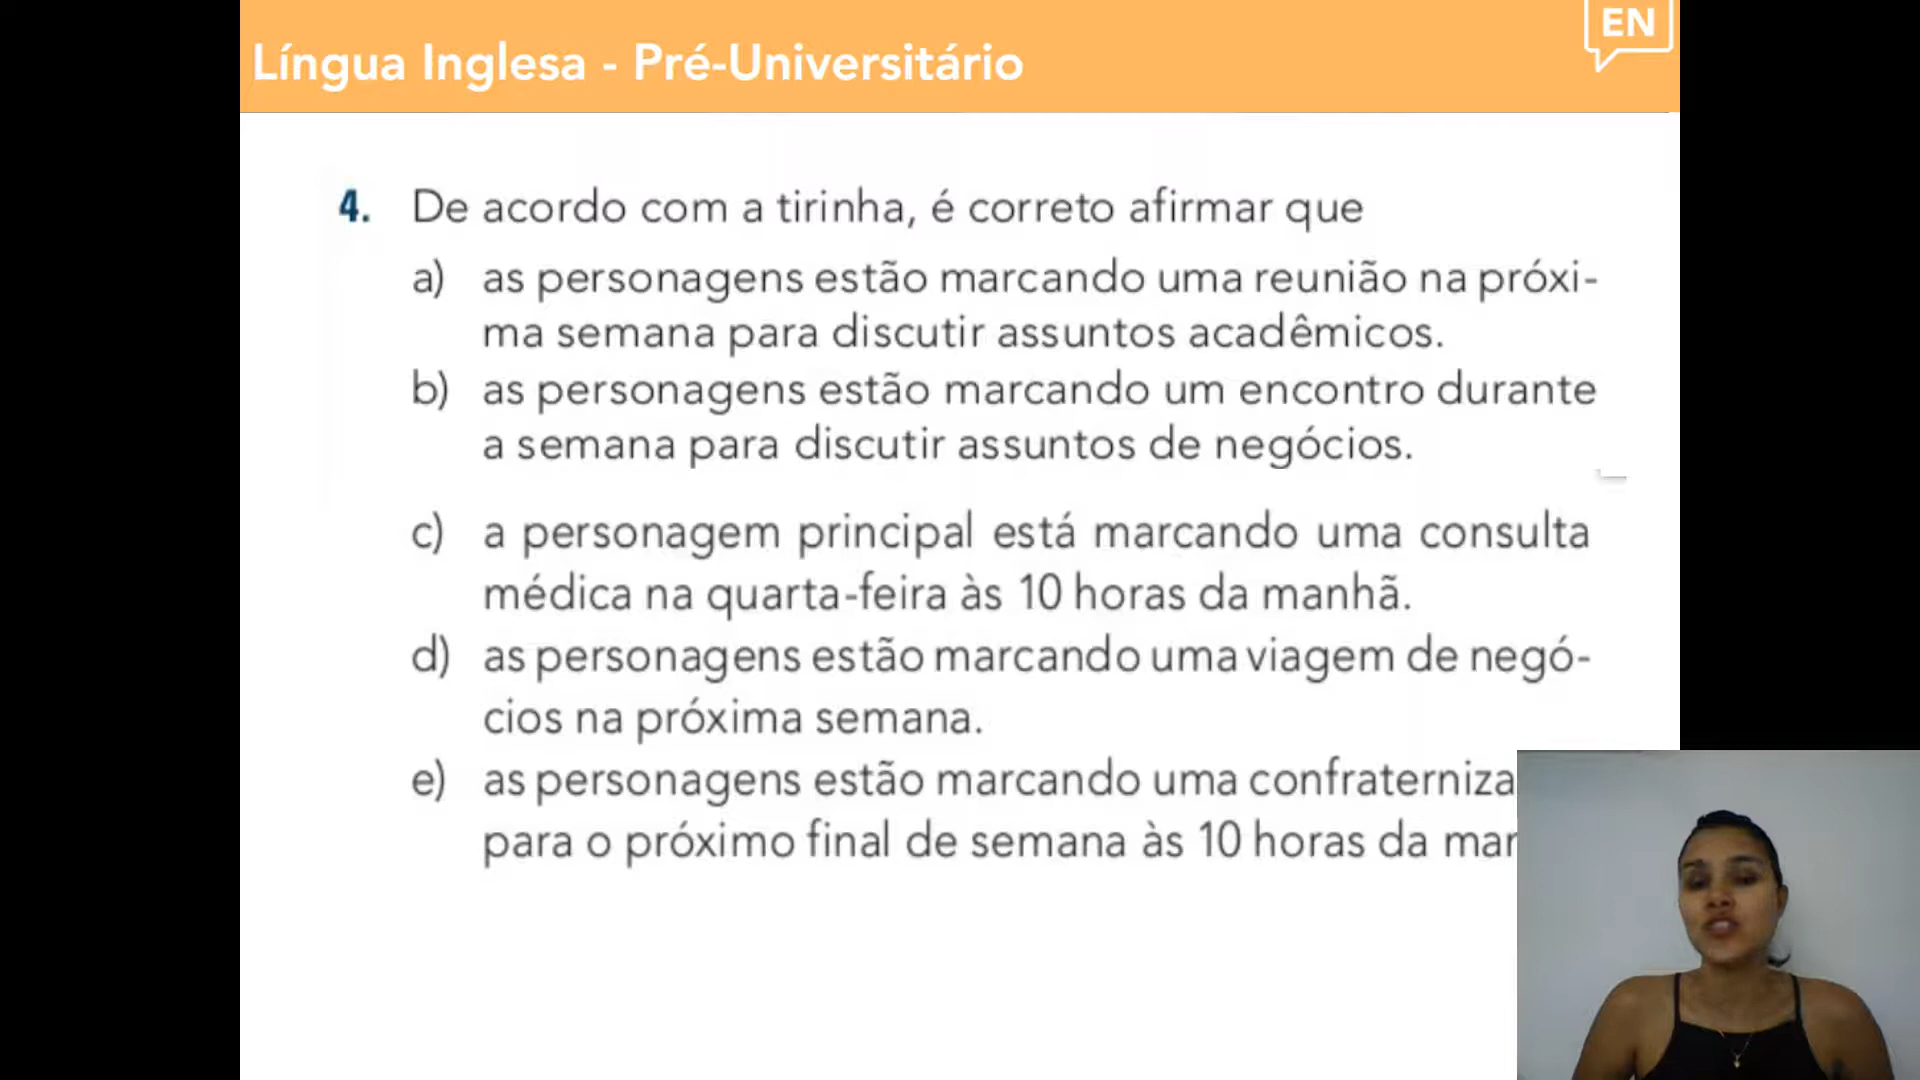 EN
Língua Inglesa - Pré-Universitário
4. De acordo com a tirinha, é correto afirmar que
a) as personagens estão marcando uma reunião na próxi-
ma semana para discutir assuntos acadêmicos.
b) as personagens estão marcando um encontro durante
a semana para discutir assuntos de negócios.
c) a personagem principal está marcando uma consulta
médica na quarta-feira às 10 horas da manhã.
d) as personagens estão marcando uma viagem de negó-
cios na próxima semana.
e) as personagens estão marcando uma
para o próximo final de semana às 10 horas da